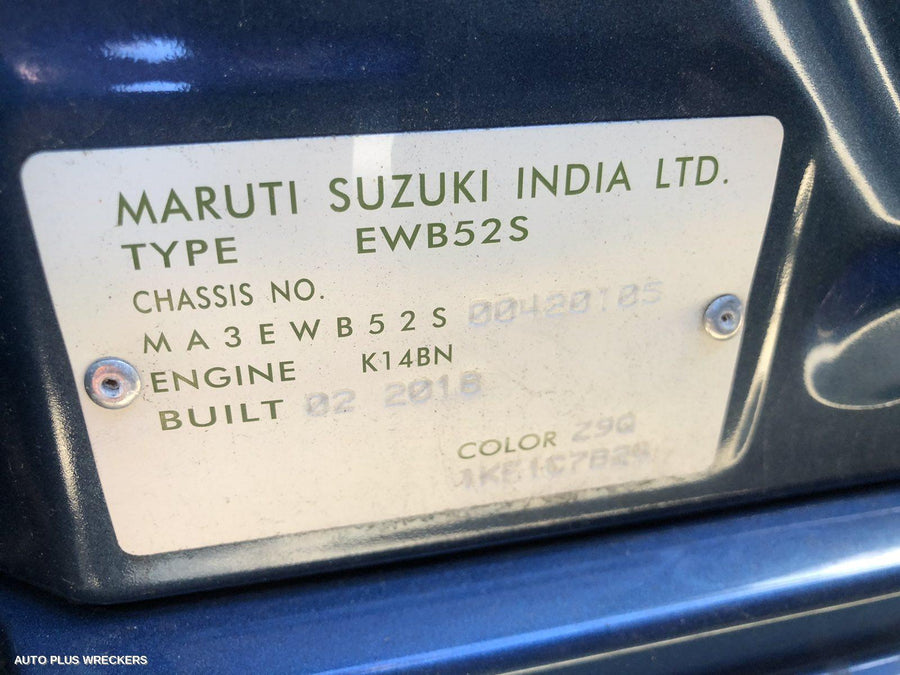 MARUTI SUZUKI INDIA LTD.
TYPE EWB52S
CHASSIS NO.
MA3EWB52S 00420105
ENGINE K14BN
BUILT 02 2018
COLOR Z9Q
AUTO PLUS WRECKERS